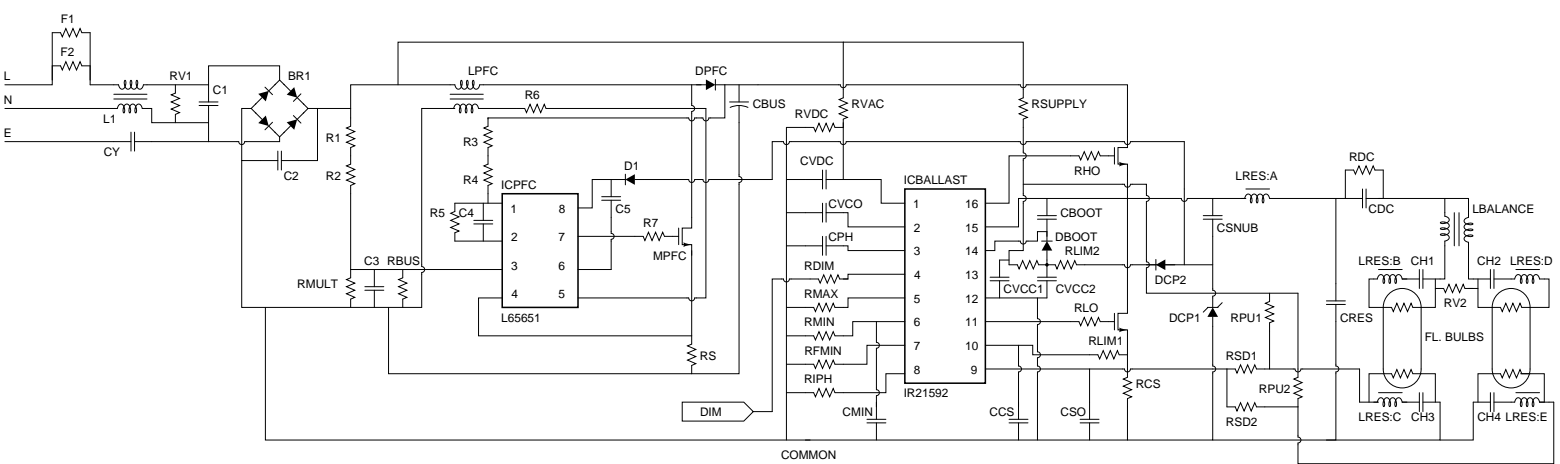 F1
F2
L
N
E
L1
CY
RV1
C1
BR1
C2
R1
R2
RMULT
C3
RBUS
LPFC
R6
R3
R4
R5
C4
ICPFC
1
2
3
4
8
7
6
5
L65651
D1
C5
R7
MPFC
RS
DPFC
CBUS
RVDC
RVAC
CVDC
CVCO
CPH
RDIM
RMAX
RMIN
RFMIN
RIPH
DIM
CMIN
ICBALLAST
1
2
3
4
5
6
7
8
16
15
14
13
12
11
10
9
IR21592
RSUPPLY
RHO
CBOOT
DBOOT
RLIM2
CVCC1
CVCC2
DCP2
RLO
RLIM1
RCS
CCS
CSO
COMMON
DCP1
CSNUB
LRES:A
RPU1
RSD1
RPU2
RSD2
CRES
RDC
CDC
LBALANCE
LRES:B
CH1
CH2
LRES:D
RV2
FL. BULBS
LRES:C
CH3
CH4
LRES:E